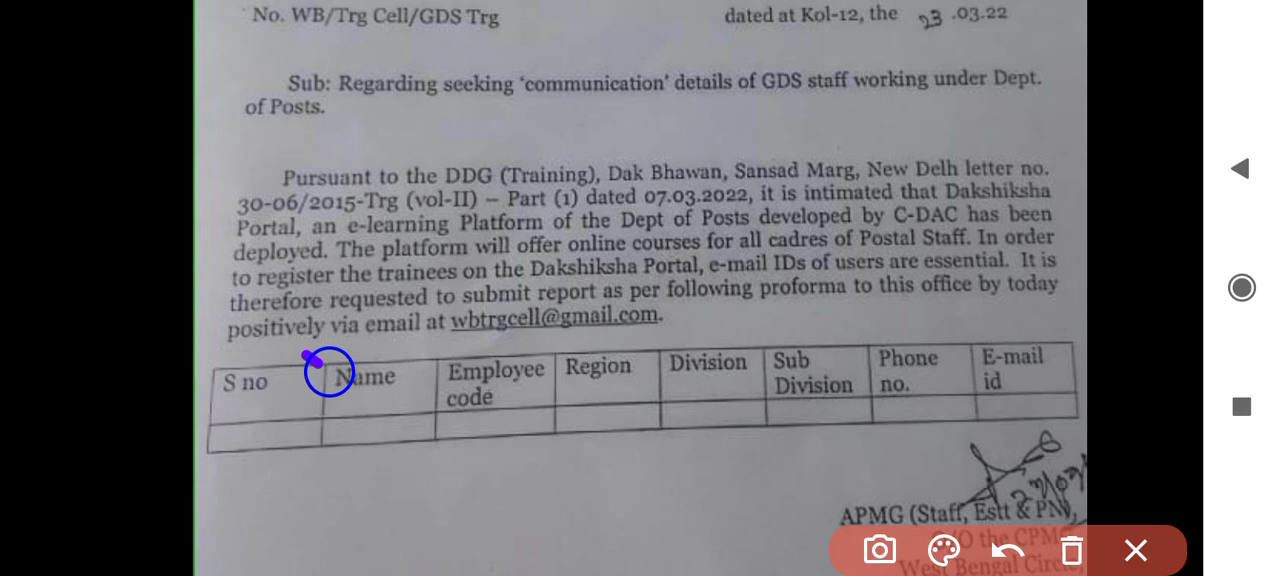 No. WB/Trg Cell/GDS Trg dated at Kol-12, the 23 .03.22
Sub: Regarding seeking ‘communication’ details of GDS staff working under Dept.
of Posts.
Pursuant to the DDG (Training), Dak Bhawan, Sansad Marg, New Delh letter no.
30-06/2015-Trg (vol-II) – Part (1) dated 07.03.2022, it is intimated that Dakshiksha
Portal, an e-learning Platform of the Dept of Posts developed by C-DAC has been
deployed. The platform will offer online courses for all cadres of Postal Staff. In order
to register the trainees on the Dakshiksha Portal, e-mail IDs of users are essential. It is
therefore requested to submit report as per following proforma to this office by today
positively via email at wbtrgcell@gmail.com.
S no Name Employee Region Division Sub Phone E-mail
code Division no. id
APMG (Staff, Estt & PN),
O the CPM
West Bengal Circle,